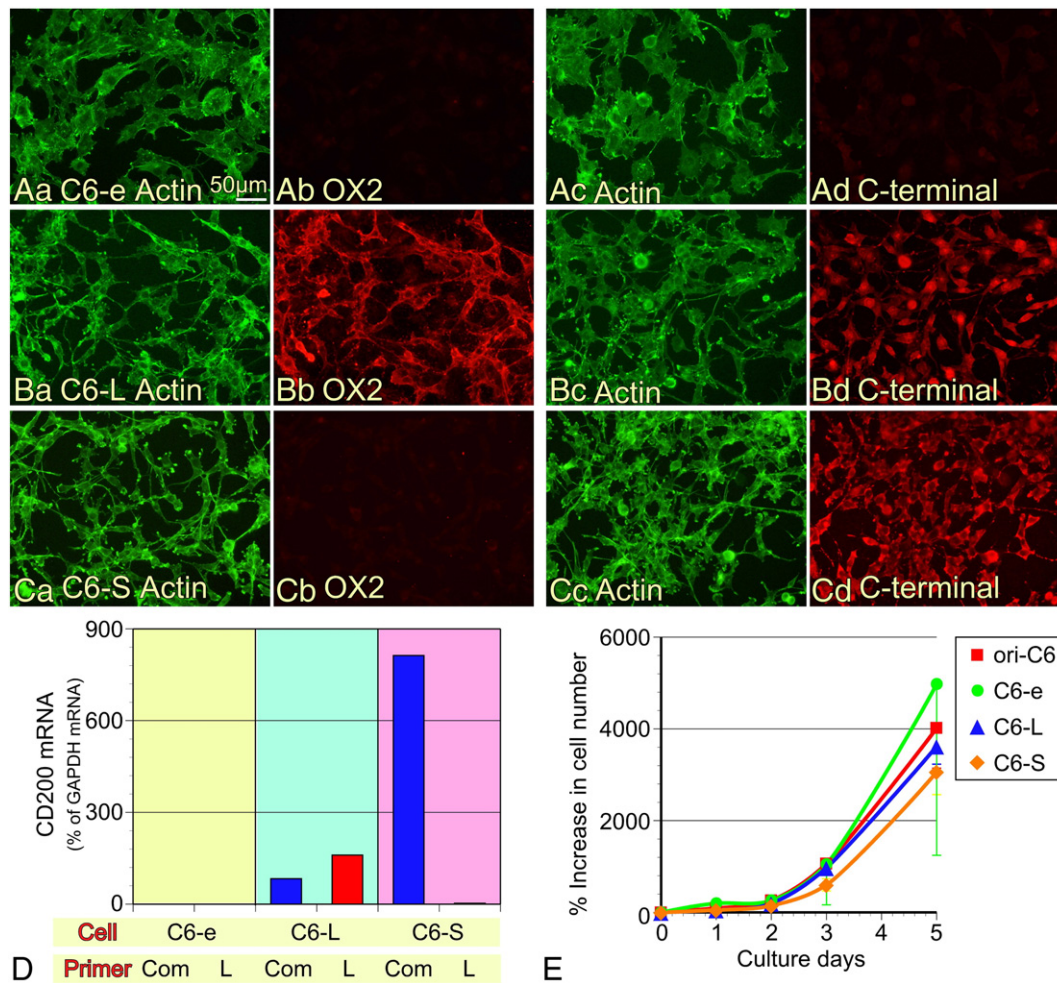 Aa C6-e Actin 50µm
Ab OX2
Ac Actin
Ad C-terminal
Ba C6-L Actin
Bb OX2
Bc Actin
Bd C-terminal
Ca C6-S Actin
Cb OX2
Cc Actin
Cd C-terminal
CD200 mRNA
(% of GAPDH mRNA)
900
600
300
0
Cell C6-e C6-L C6-S
Primer Com L Com L Com L
D
% Increase in cell number
6000
4000
2000
0
0 1 2 3 4 5
Culture days
ori-C6
C6-e
C6-L
C6-S
E